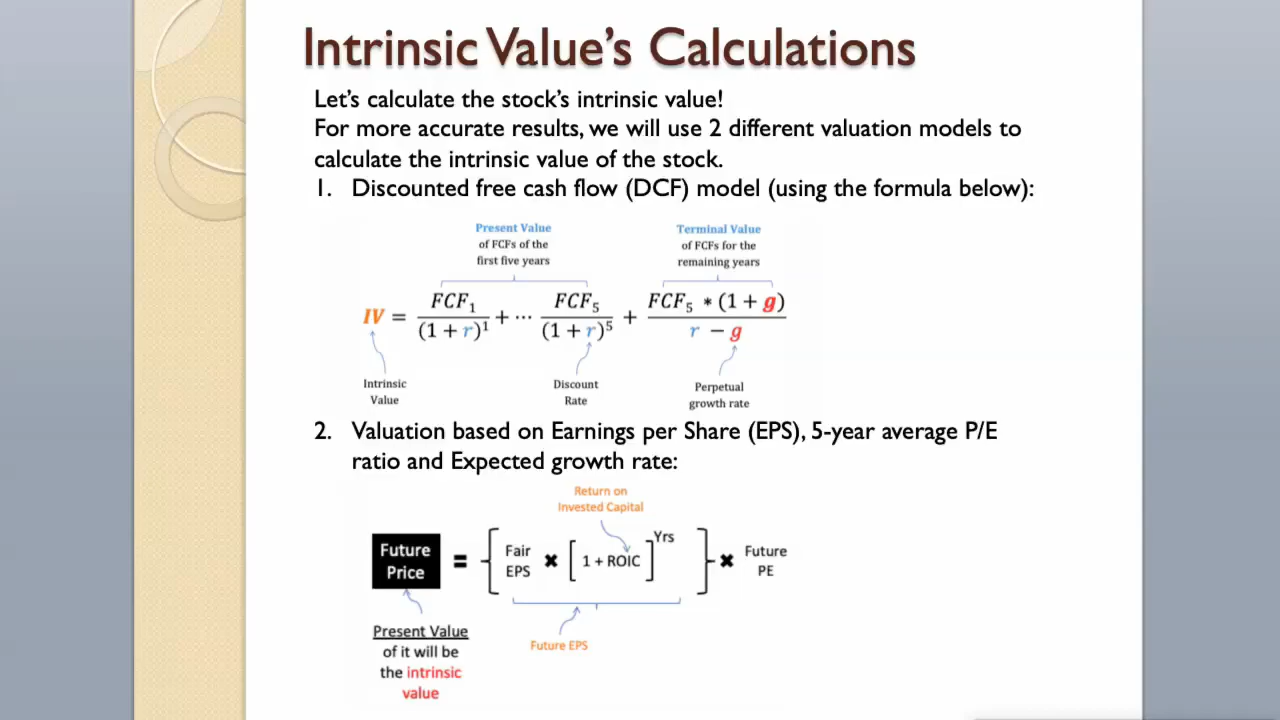 Intrinsic Value's Calculations
Let's calculate the stock's intrinsic value!
For more accurate results, we will use 2 different valuation models to
calculate the intrinsic value of the stock.
1. Discounted free cash flow (DCF) model (using the formula below):
Present Value
of FCFs of the
first five years
Terminal Value
of FCFs for the
remaining years
IV = FCF₁ / (1 + r)¹ + ⋯ FCF₅ / (1 + r)⁵ + FCF₅ * (1 + g) / r − g
Intrinsic
Value
Discount
Rate
Perpetual
growth rate
2. Valuation based on Earnings per Share (EPS), 5-year average P/E
ratio and Expected growth rate:
Return on
Invested Capital
Future
Price
=
{ Fair
EPS
× [ 1 + ROIC ] Yrs } ×
Future
PE
Future EPS
Present Value
of it will be
the intrinsic
value